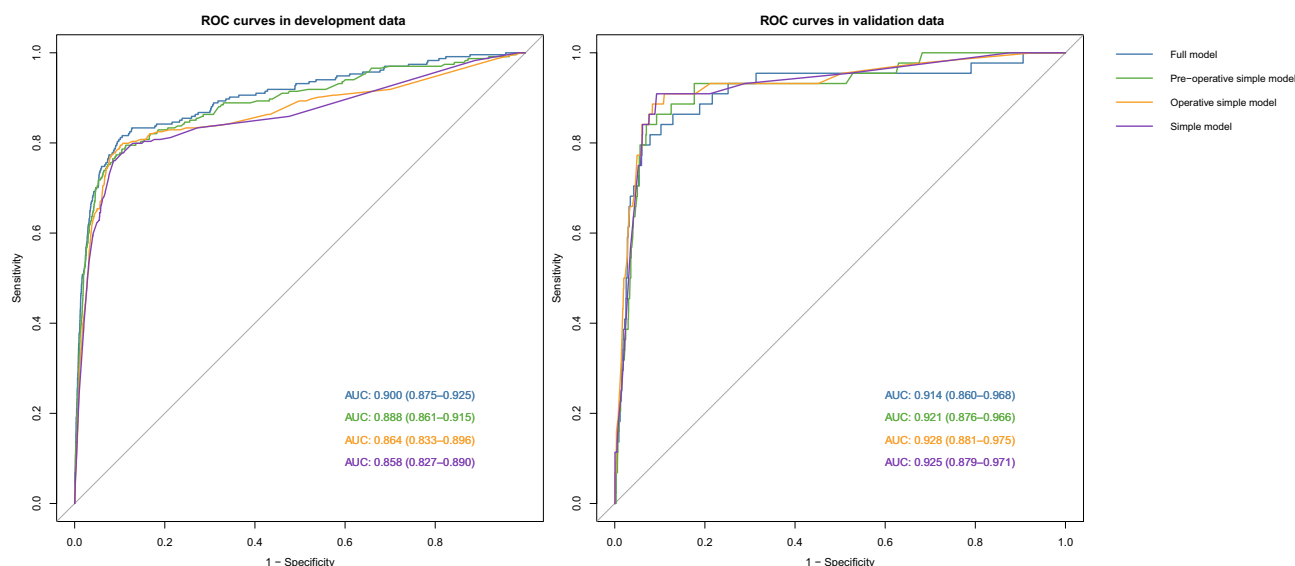 ROC curves in development data
1.0
0.8
0.6
0.4
0.2
0.0
Sensitivity
AUC: 0.900 (0.875–0.925)
AUC: 0.888 (0.861–0.915)
AUC: 0.864 (0.833–0.896)
AUC: 0.858 (0.827–0.890)
0.0 0.2 0.4 0.6 0.8
1 − Specificity
ROC curves in validation data
1.0
0.8
0.6
0.4
0.2
0.0
Sensitivity
AUC: 0.914 (0.860–0.968)
AUC: 0.921 (0.876–0.966)
AUC: 0.928 (0.881–0.975)
AUC: 0.925 (0.879–0.971)
0.0 0.2 0.4 0.6 0.8 1.0
1 − Specificity
Full model
Pre−operative simple model
Operative simple model
Simple model